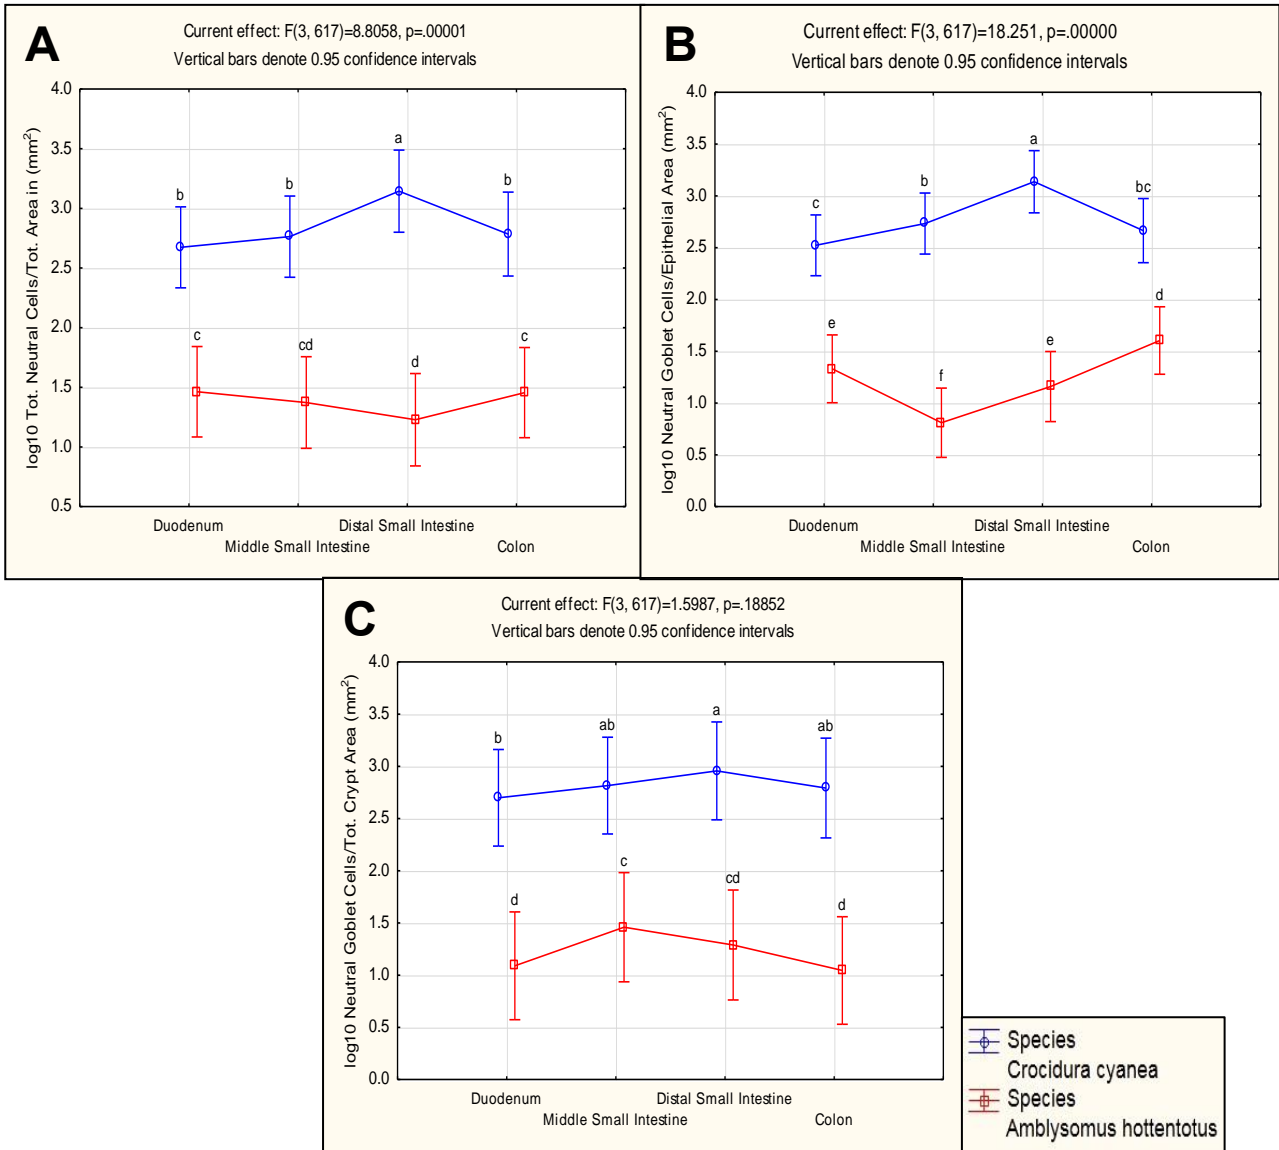 A
Current effect: F(3, 617)=8.8058, p=.00001
Vertical bars denote 0.95 confidence intervals
log10 Tot. Neutral Cells/Tot. Area in (mm²)
4.0
3.5
3.0
2.5
2.0
1.5
1.0
0.5
b
b
a
b
c
cd
d
c
Duodenum
Middle Small Intestine
Distal Small Intestine
Colon
B
Current effect: F(3, 617)=18.251, p=.00000
Vertical bars denote 0.95 confidence intervals
log10 Neutral Goblet Cells/Epithelial Area (mm²)
4.0
3.5
3.0
2.5
2.0
1.5
1.0
0.5
0.0
c
b
a
bc
e
f
e
d
Duodenum
Middle Small Intestine
Distal Small Intestine
Colon
C
Current effect: F(3, 617)=1.5987, p=.18852
Vertical bars denote 0.95 confidence intervals
log10 Neutral Goblet Cells/Tot. Crypt Area (mm²)
4.0
3.5
3.0
2.5
2.0
1.5
1.0
0.5
0.0
b
ab
a
ab
d
c
cd
d
Duodenum
Middle Small Intestine
Distal Small Intestine
Colon
Species
Crocidura cyanea
Species
Amblysomus hottentotus